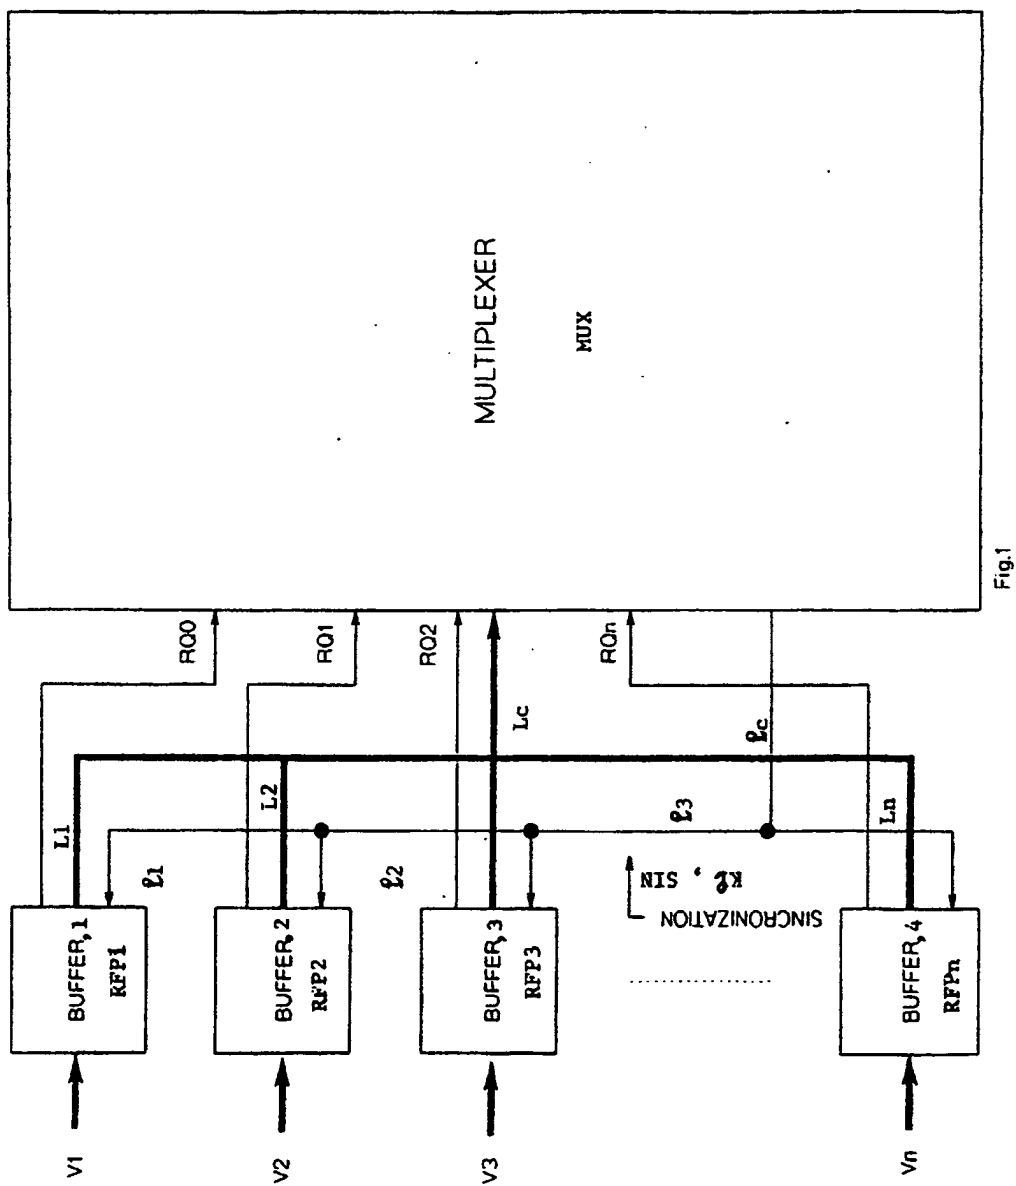 MULTIPLEXER
MUX
RQ0
RQ1
RQ2
RQn
Lc
ℓc
L1
L2
Ln
ℓ1
ℓ2
ℓ3
SINCRONIZATION
Kℓ, SIN
BUFFER,1
RFP1
BUFFER,2
RFP2
BUFFER,3
RFP3
BUFFER,4
RFPn
V1
V2
V3
Vn
Fig.1